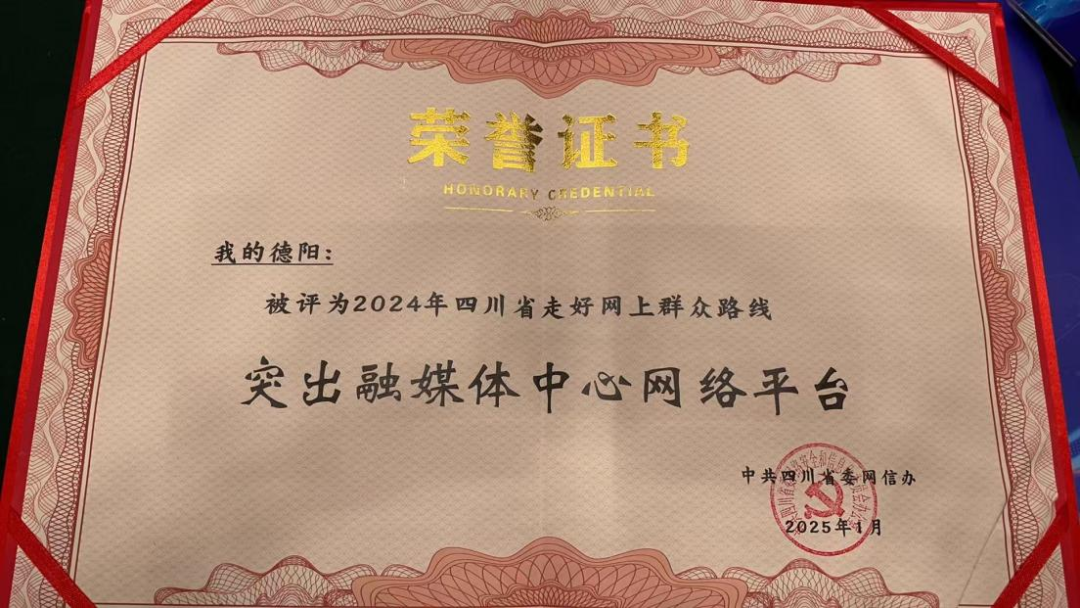 荣誉证书
HONORARY CREDENTIAL
我的德阳:
被评为2024年四川省走好网上群众路线
突出融媒体中心网络平台
中共四川省委网信办
2025年1月